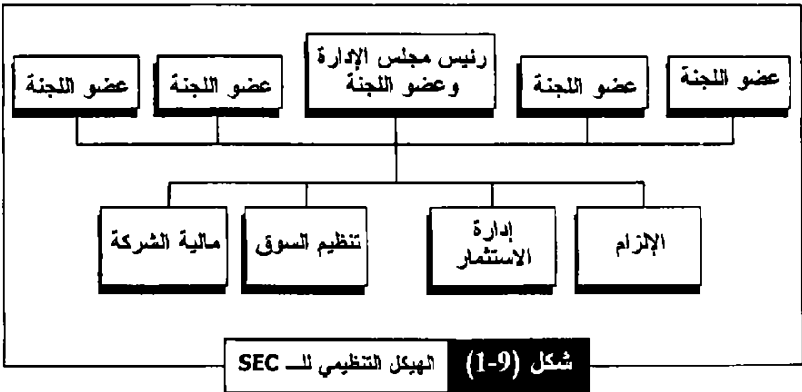 عضو اللجنة
عضو اللجنة
رئيس مجلس الإدارة
وعضو اللجنة
عضو اللجنة
عضو اللجنة
الإلزام
إدارة
الاستثمار
تنظيم السوق
مالية الشركة
شكل (9-1) الهيكل التنظيمي للـ SEC